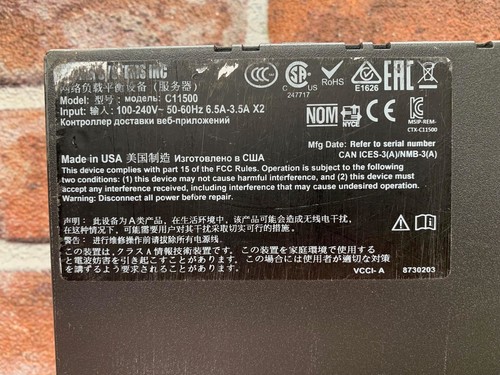 SYSTEMS INC
网络负载平衡设备（服务器）
Model: 型号: модель: C11500
Input: 输入: 100-240V~ 50-60Hz 6.5A-3.5A X2
Контроллер доставки веб-приложений
CCC
CSA
C US
247717
RoHS
E1626
EAC
NOM
NYCE
MSIP-REM-
CTX-C11500
Mfg Date: Refer to serial number
CAN ICES-3(A)/NMB-3(A)
Made in USA 美国制造 Изготовлено в США
This device complies with part 15 of the FCC Rules. Operation is subject to the following
two conditions: (1) this device may not cause harmful interference, and (2) this device must
accept any interference received, including interference that may cause undesired operation.
Warning: Disconnect all power before repair.
声明：此设备为A类产品，在生活环境中，该产品可能会造成无线电干扰，
在这种情况，可能需要用户对其干扰采取切实可行的措施。
警告：进行维修操作前请拔除所有电源线。
この装置は、クラスA情報技術装置です。この装置を家庭環境で使用する
と電波妨害を引き起こすことがあります。この場合には使用者が適切な対策
を講ずるよう要求されることがあります。
VCCI- A
8730203